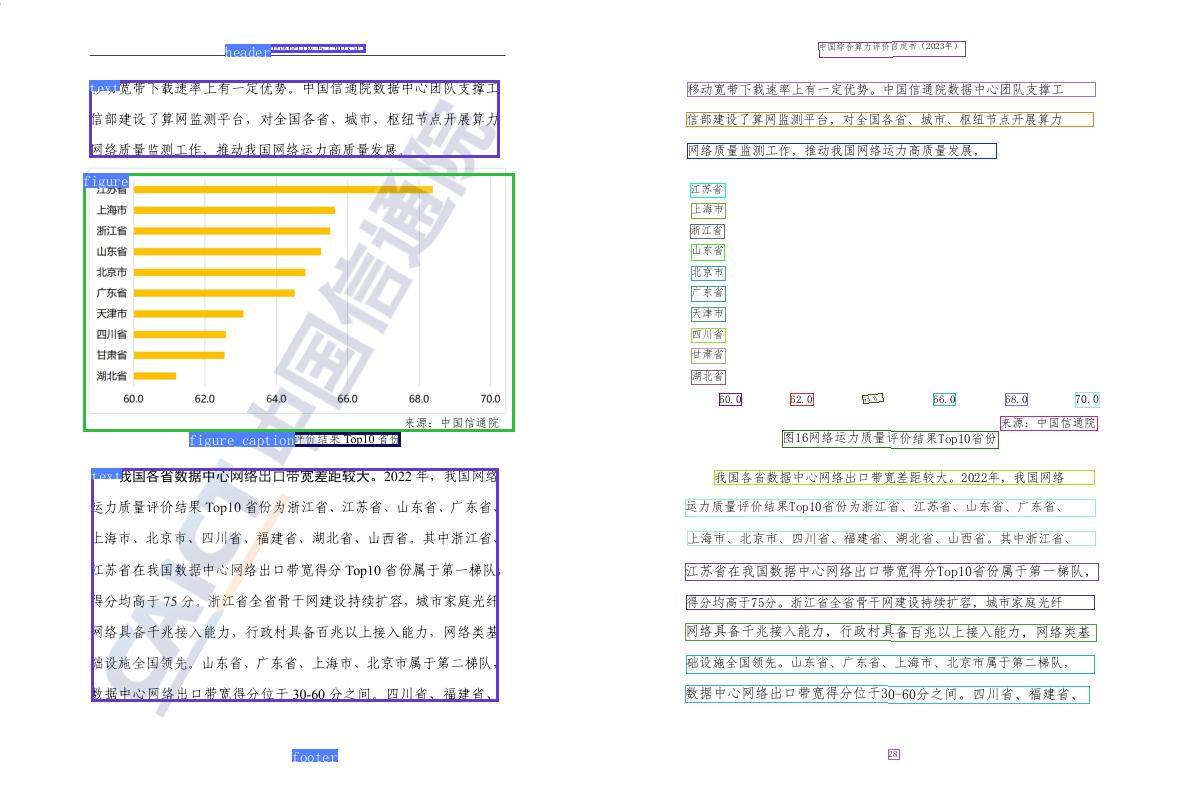 header
text
移动宽带下载速率上有一定优势。中国信通院数据中心团队支撑工
信部建设了算网监测平台，对全国各省、城市、枢纽节点开展算力
网络质量监测工作，推动我国网络运力高质量发展。
figure
江苏省
上海市
浙江省
山东省
北京市
广东省
天津市
四川省
甘肃省
湖北省
60.0 62.0 64.0 66.0 68.0 70.0
来源：中国信通院
figure caption 评价结果 Top10 省份
text
我国各省数据中心网络出口带宽差距较大。2022 年，我国网络
运力质量评价结果 Top10 省份为浙江省、江苏省、山东省、广东省、
上海市、北京市、四川省、福建省、湖北省、山西省。其中浙江省、
江苏省在我国数据中心网络出口带宽得分 Top10 省份属于第一梯队，
得分均高于 75 分。浙江省全省骨干网建设持续扩容，城市家庭光纤
网络具备千兆接入能力，行政村具备百兆以上接入能力，网络类基
础设施全国领先。山东省、广东省、上海市、北京市属于第二梯队，
数据中心网络出口带宽得分位于 30-60 分之间。四川省、福建省、
footer
CAICT 中国信通院
中国综合算力评价白皮书（2023年）
移动宽带下载速率上有一定优势。中国信通院数据中心团队支撑工
信部建设了算网监测平台，对全国各省、城市、枢纽节点开展算力
网络质量监测工作，推动我国网络运力高质量发展，
江苏省
上海市
浙江省
山东省
北京市
广东省
天津市
四川省
甘肃省
湖北省
60.0 62.0 64.0 66.0 68.0 70.0
来源：中国信通院
图16网络运力质量评价结果Top10省份
我国各省数据中心网络出口带宽差距较大。2022年，我国网络
运力质量评价结果Top10省份为浙江省、江苏省、山东省、广东省、
上海市、北京市、四川省、福建省、湖北省、山西省。其中浙江省、
江苏省在我国数据中心网络出口带宽得分Top10省份属于第一梯队，
得分均高于75分。浙江省全省骨干网建设持续扩容，城市家庭光纤
网络具备千兆接入能力，行政村具备百兆以上接入能力，网络类基
础设施全国领先。山东省、广东省、上海市、北京市属于第二梯队，
数据中心网络出口带宽得分位于30-60分之间。四川省、福建省、
28